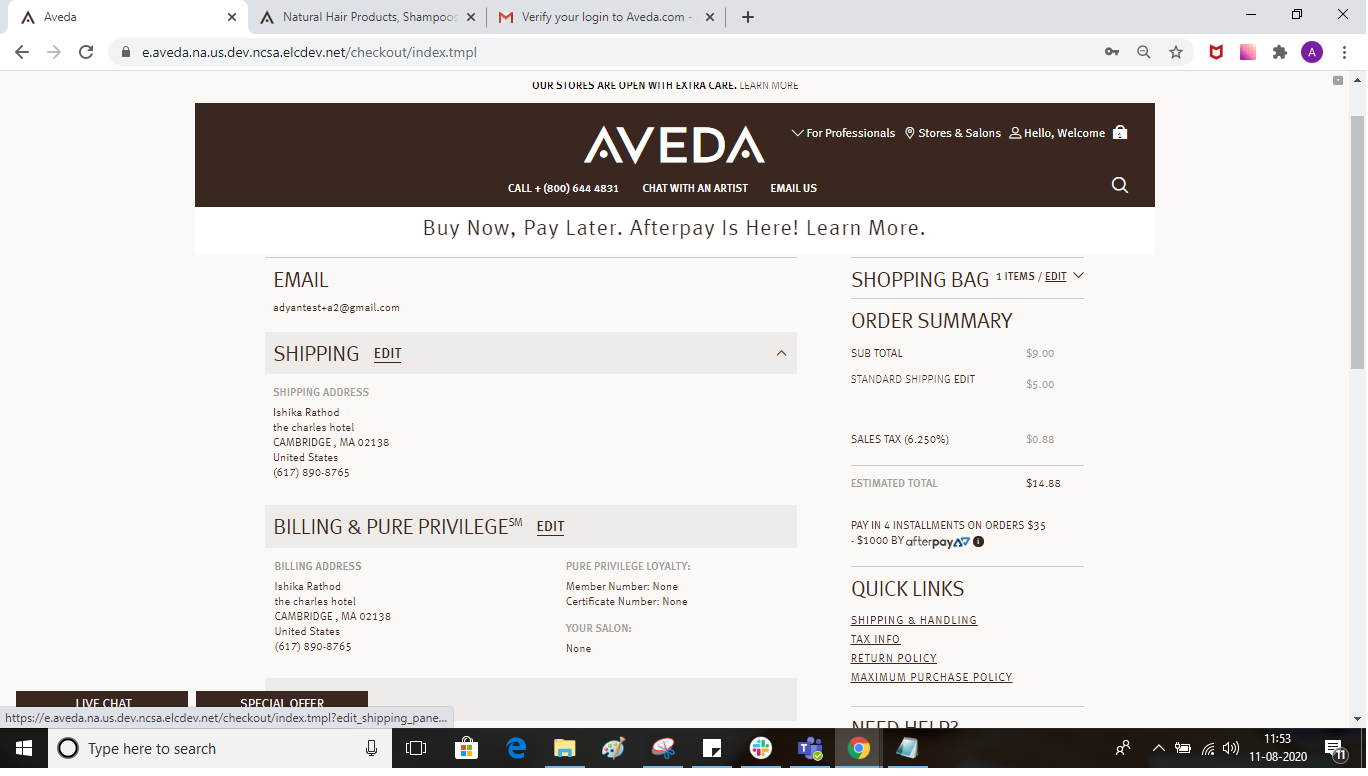 Aveda
Natural Hair Products, Shampoos
Verify your login to Aveda.com -
e.aveda.na.us.dev.ncsa.elcdev.net/checkout/index.tmpl
A
OUR STORES ARE OPEN WITH EXTRA CARE. LEARN MORE
AVEDA
For Professionals
Stores & Salons
Hello, Welcome
1
CALL + (800) 644 4831
CHAT WITH AN ARTIST
EMAIL US
Buy Now, Pay Later. Afterpay Is Here! Learn More.
EMAIL
adyantest+a2@gmail.com
SHIPPING EDIT
SHIPPING ADDRESS
Ishika Rathod
the charles hotel
CAMBRIDGE , MA 02138
United States
(617) 890-8765
BILLING & PURE PRIVILEGE℠ EDIT
BILLING ADDRESS
Ishika Rathod
the charles hotel
CAMBRIDGE , MA 02138
United States
(617) 890-8765
PURE PRIVILEGE LOYALTY:
Member Number: None
Certificate Number: None
YOUR SALON:
None
SHOPPING BAG 1 ITEMS / EDIT
ORDER SUMMARY
SUB TOTAL $9.00
STANDARD SHIPPING EDIT $5.00
SALES TAX (6.250%) $0.88
ESTIMATED TOTAL $14.88
PAY IN 4 INSTALLMENTS ON ORDERS $35
- $1000 BY afterpay
QUICK LINKS
SHIPPING & HANDLING
TAX INFO
RETURN POLICY
MAXIMUM PURCHASE POLICY
NEED HELP?
LIVE CHAT
SPECIAL OFFER
https://e.aveda.na.us.dev.ncsa.elcdev.net/checkout/index.tmpl?edit_shipping_pane...
Type here to search
11:53
11-08-2020
11